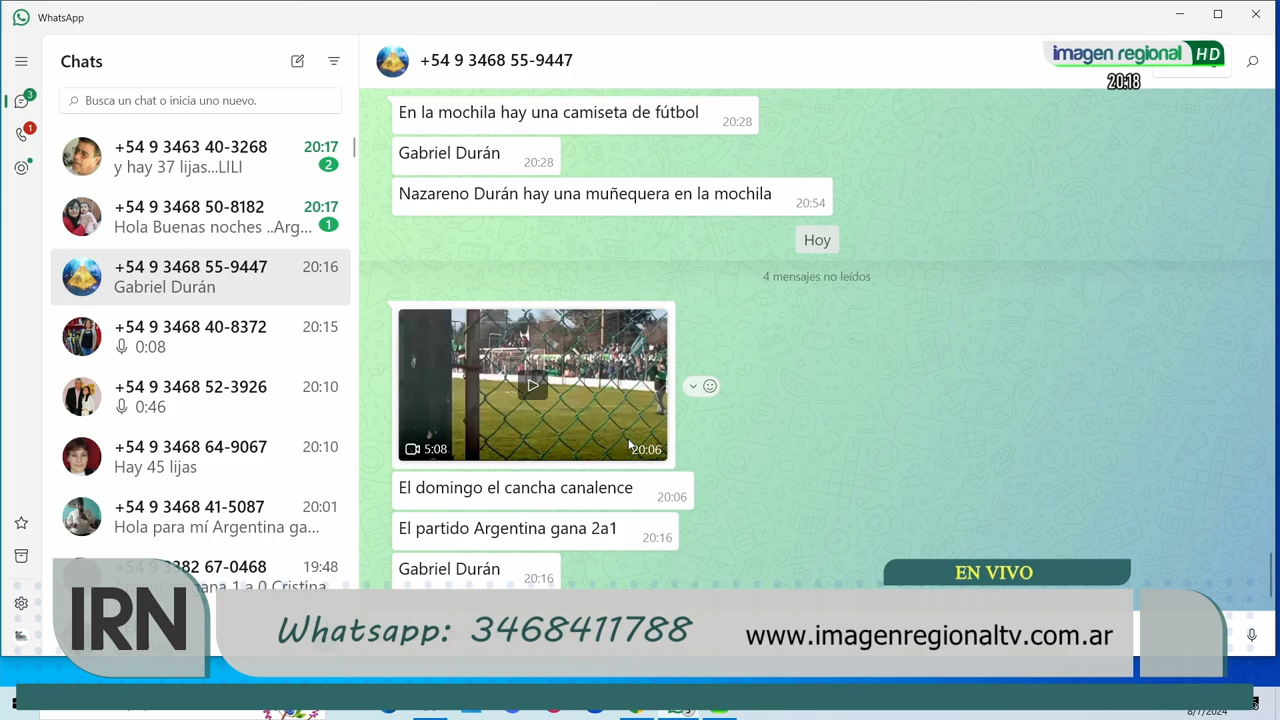 WhatsApp
Chats
Busca un chat o inicia uno nuevo.
+54 9 3463 40-3268 20:17
y hay 37 lijas...LILI 2
+54 9 3468 50-8182 20:17
Hola Buenas noches ..Arg... 1
+54 9 3468 55-9447 20:16
Gabriel Durán
+54 9 3468 40-8372 20:15
0:08
+54 9 3468 52-3926 20:10
0:46
+54 9 3468 64-9067 20:10
Hay 45 lijas
+54 9 3468 41-5087 20:01
Hola para mí Argentina ga...
3382 67-0468 19:48
3
1
+54 9 3468 55-9447
imagen regional HD
20:18
En la mochila hay una camiseta de fútbol 20:28
Gabriel Durán 20:28
Nazareno Durán hay una muñequera en la mochila 20:54
Hoy
4 mensajes no leídos
5:08 20:06
El domingo el cancha canalence 20:06
El partido Argentina gana 2a1 20:16
Gabriel Durán 20:16
EN VIVO
IRN
Whatsapp: 3468411788
www.imagenregionaltv.com.ar
8/7/2024